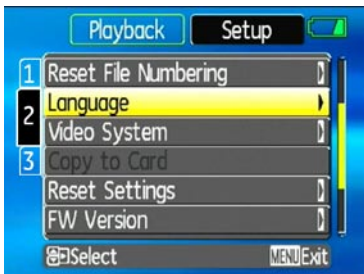 Playback Setup
1 Reset File Numbering
2 Language
Video System
3 Copy to Card
Reset Settings
FW Version
Select MENU Exit